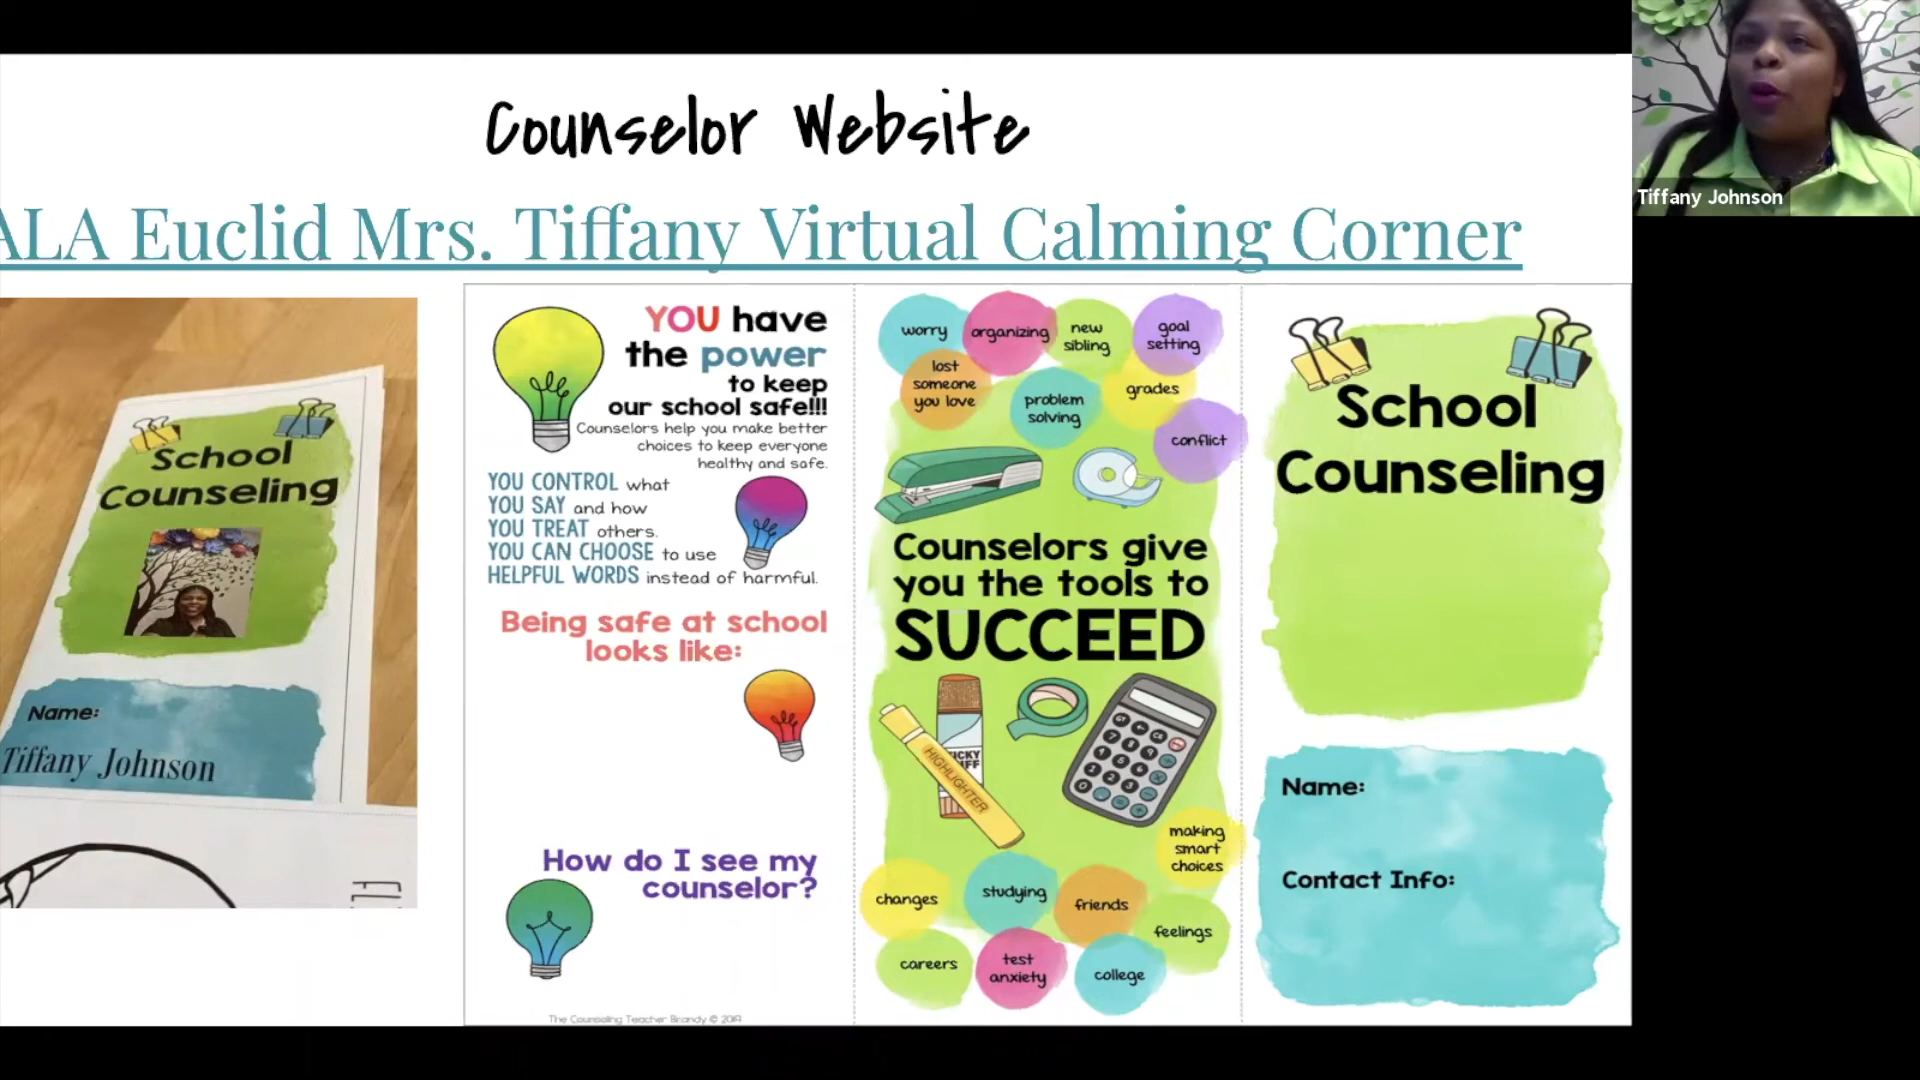 Counselor Website
ALA Euclid Mrs. Tiffany Virtual Calming Corner
Tiffany Johnson
School
Counseling
Name:
Tiffany Johnson
YOU have
the power
to keep
our school safe!!!
Counselors help you make better
choices to keep everyone
healthy and safe.
YOU CONTROL what
YOU SAY and how
YOU TREAT others.
YOU CAN CHOOSE to use
HELPFUL WORDS instead of harmful.
Being safe at school
looks like:
How do I see my
counselor?
The Counseling Teacher Brandy © 2019
worry
organizing
new
sibling
goal
setting
lost
someone
you love
problem
solving
grades
conflict
Counselors give
you the tools to
SUCCEED
HIGHLIGHTER
making
smart
choices
changes
studying
friends
feelings
careers
test
anxiety
college
School
Counseling
Name:
Contact Info: